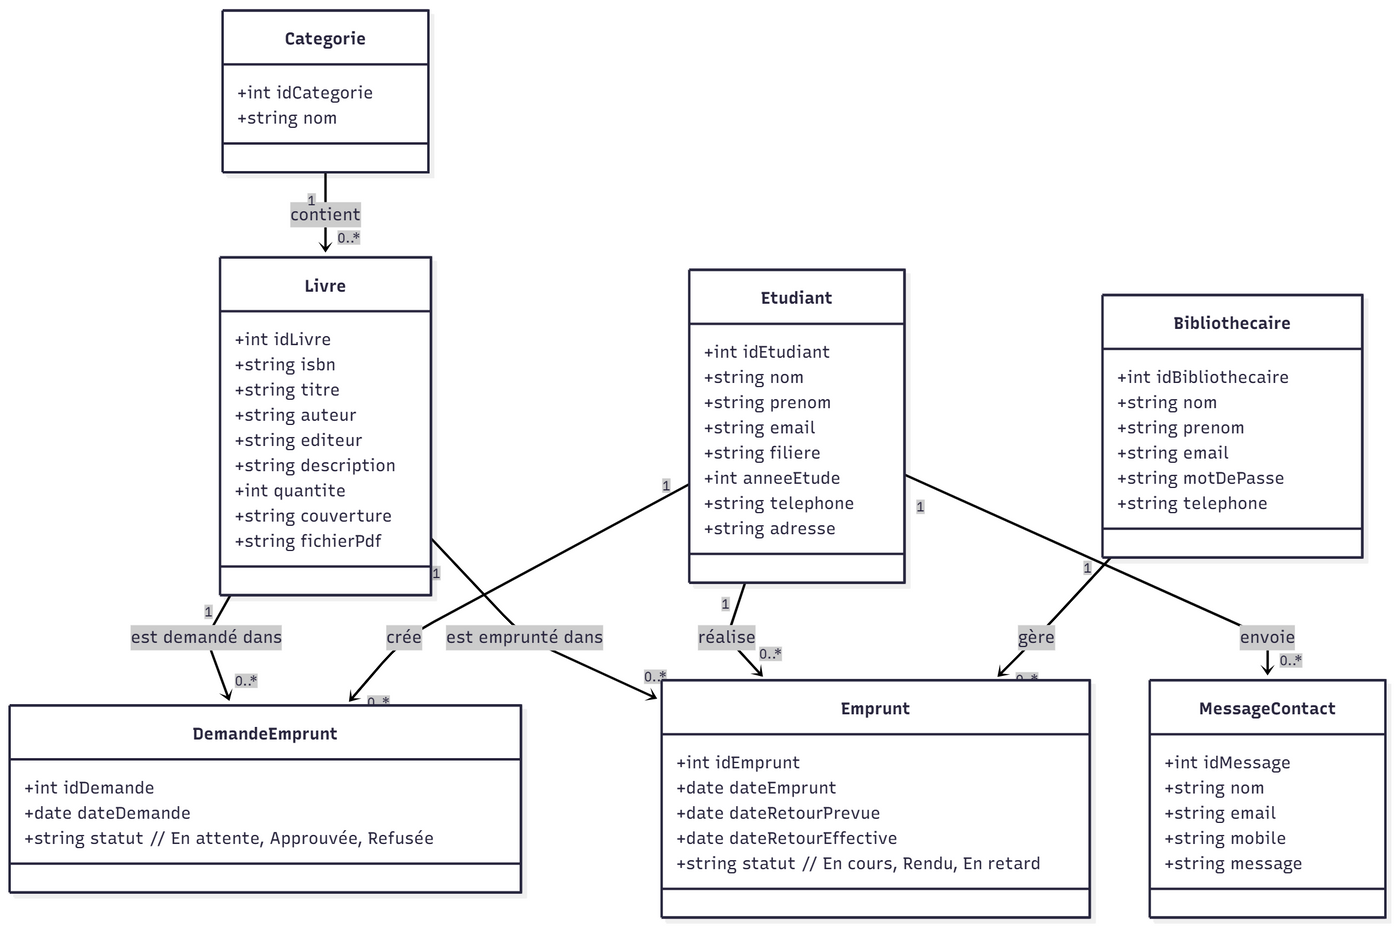 Categorie
+int idCategorie
+string nom
1
contient
0..*
Livre
+int idLivre
+string isbn
+string titre
+string auteur
+string editeur
+string description
+int quantite
+string couverture
+string fichierPdf
Etudiant
+int idEtudiant
+string nom
+string prenom
+string email
+string filiere
+int anneeEtude
+string telephone
+string adresse
Bibliothecaire
+int idBibliothecaire
+string nom
+string prenom
+string email
+string motDePasse
+string telephone
1
1
1
1
1
1
est demandé dans
crée
est emprunté dans
réalise
gère
envoie
0..*
0..*
0..*
0..*
0..*
0..*
DemandeEmprunt
+int idDemande
+date dateDemande
+string statut // En attente, Approuvée, Refusée
Emprunt
+int idEmprunt
+date dateEmprunt
+date dateRetourPrevue
+date dateRetourEffective
+string statut // En cours, Rendu, En retard
MessageContact
+int idMessage
+string nom
+string email
+string mobile
+string message